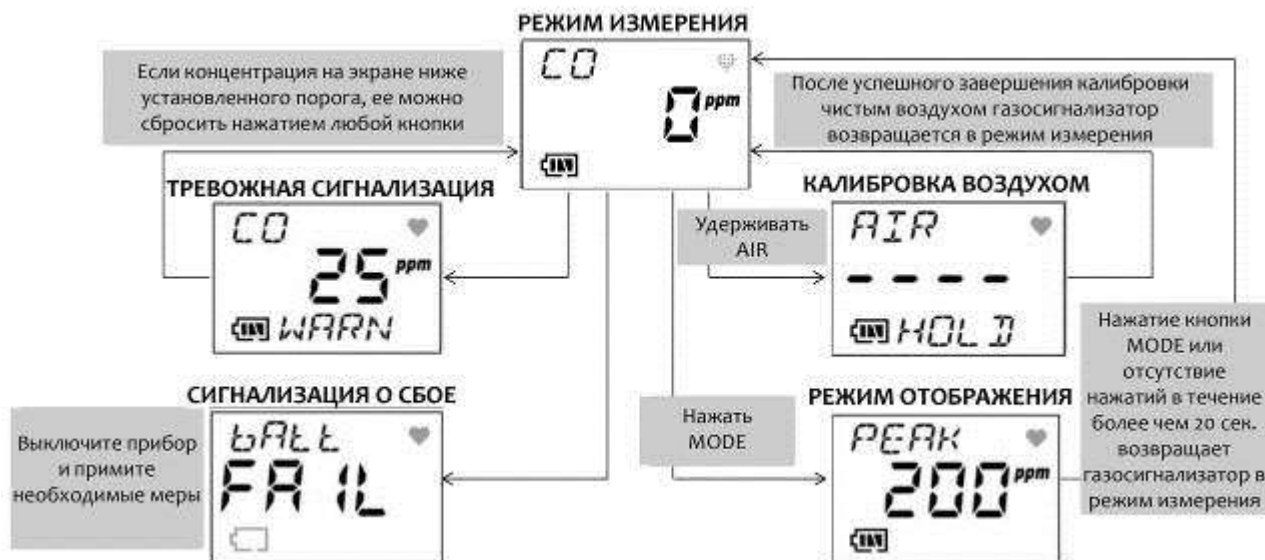 РЕЖИМ ИЗМЕРЕНИЯ
CO
0 ppm
Если концентрация на экране ниже
установленного порога, ее можно
сбросить нажатием любой кнопки
После успешного завершения калибровки
чистым воздухом газосигнализатор
возвращается в режим измерения
ТРЕВОЖНАЯ СИГНАЛИЗАЦИЯ
CO
25 ppm
WARN
КАЛИБРОВКА ВОЗДУХОМ
Удерживать
AIR
AIR
- - - -
HOLD
СИГНАЛИЗАЦИЯ О СБОЕ
Выключите прибор
и примите
необходимые меры
bAtt
FAIL
РЕЖИМ ОТОБРАЖЕНИЯ
Нажать
MODE
PEAK
200 ppm
Нажатие кнопки
MODE или
отсутствие
нажатий в течение
более чем 20 сек.
возвращает
газосигнализатор в
режим измерения